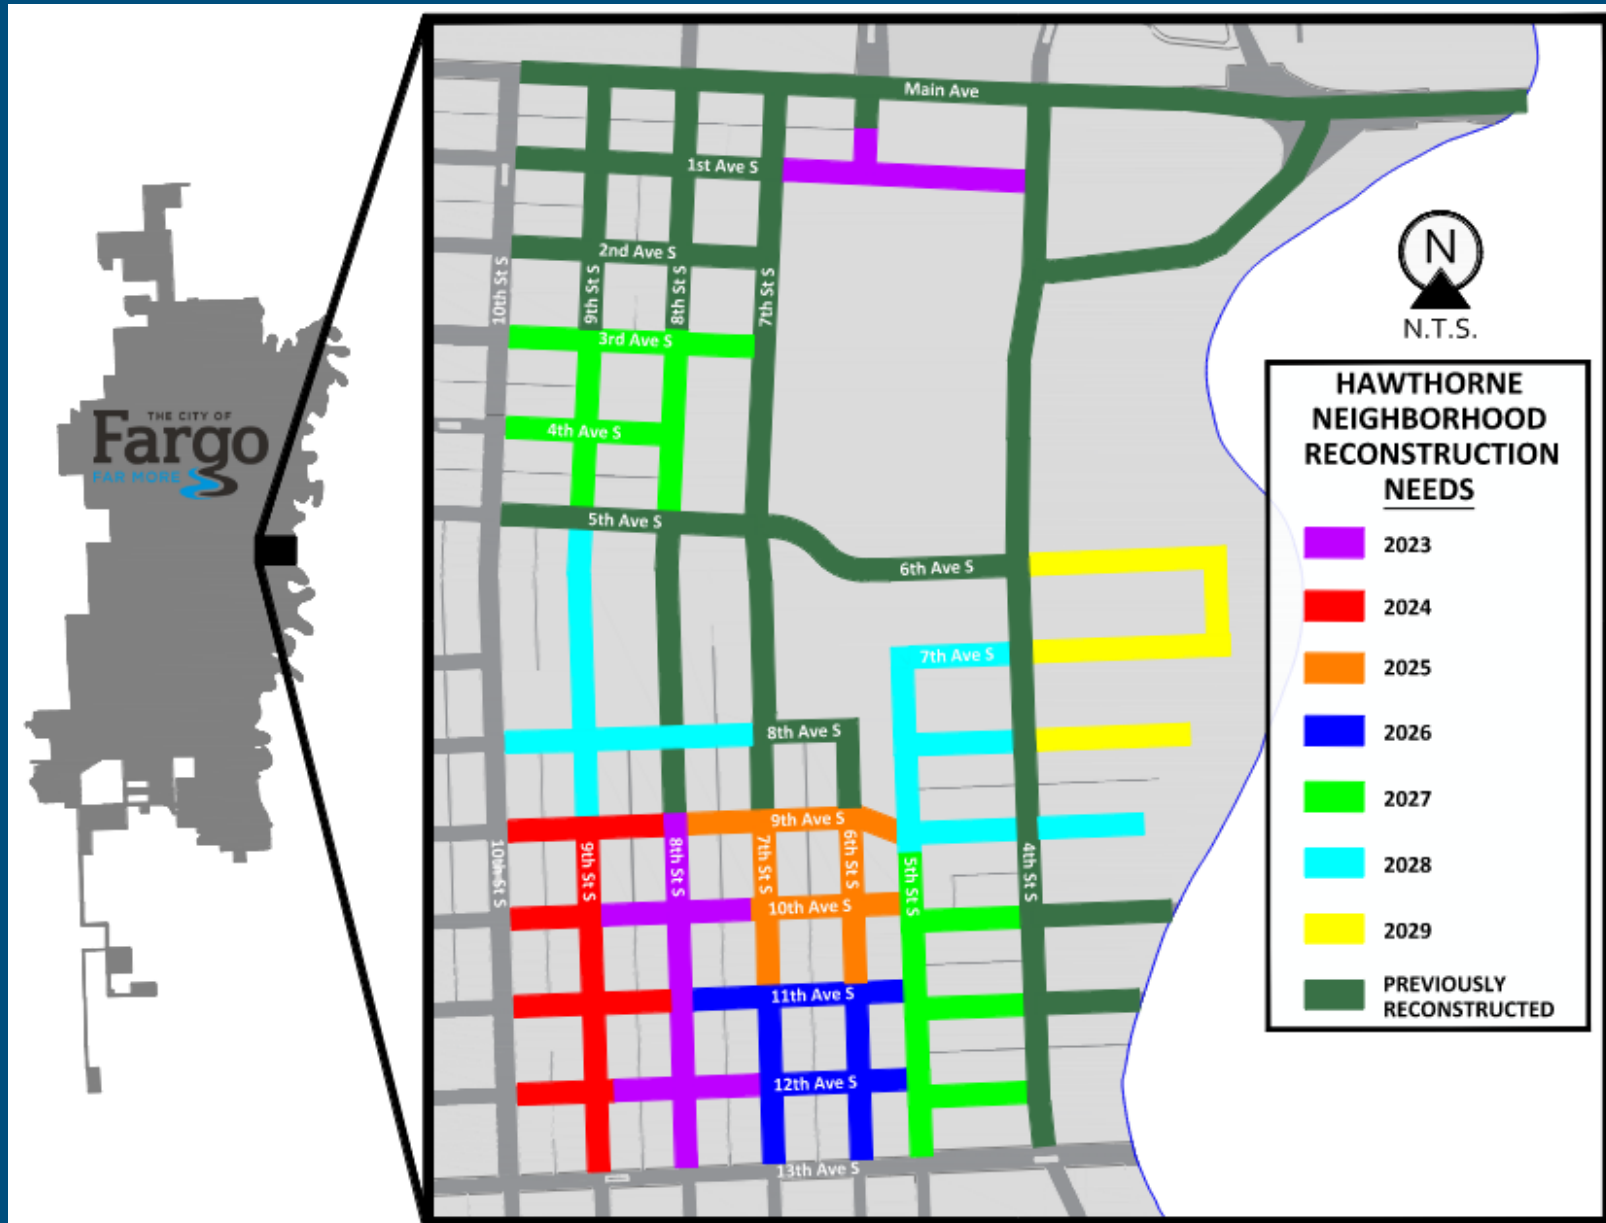 THE CITY OF
Fargo
FAR MORE
Main Ave
1st Ave S
2nd Ave S
10th St S
9th St S
8th St S
7th St S
3rd Ave S
4th Ave S
5th Ave S
6th Ave S
7th Ave S
8th Ave S
9th Ave S
10th St S
9th St S
8th St S
7th St S
6th St S
5th St S
4th St S
10th Ave S
11th Ave S
12th Ave S
13th Ave S
N
N.T.S.
HAWTHORNE
NEIGHBORHOOD
RECONSTRUCTION
NEEDS
2023
2024
2025
2026
2027
2028
2029
PREVIOUSLY
RECONSTRUCTED